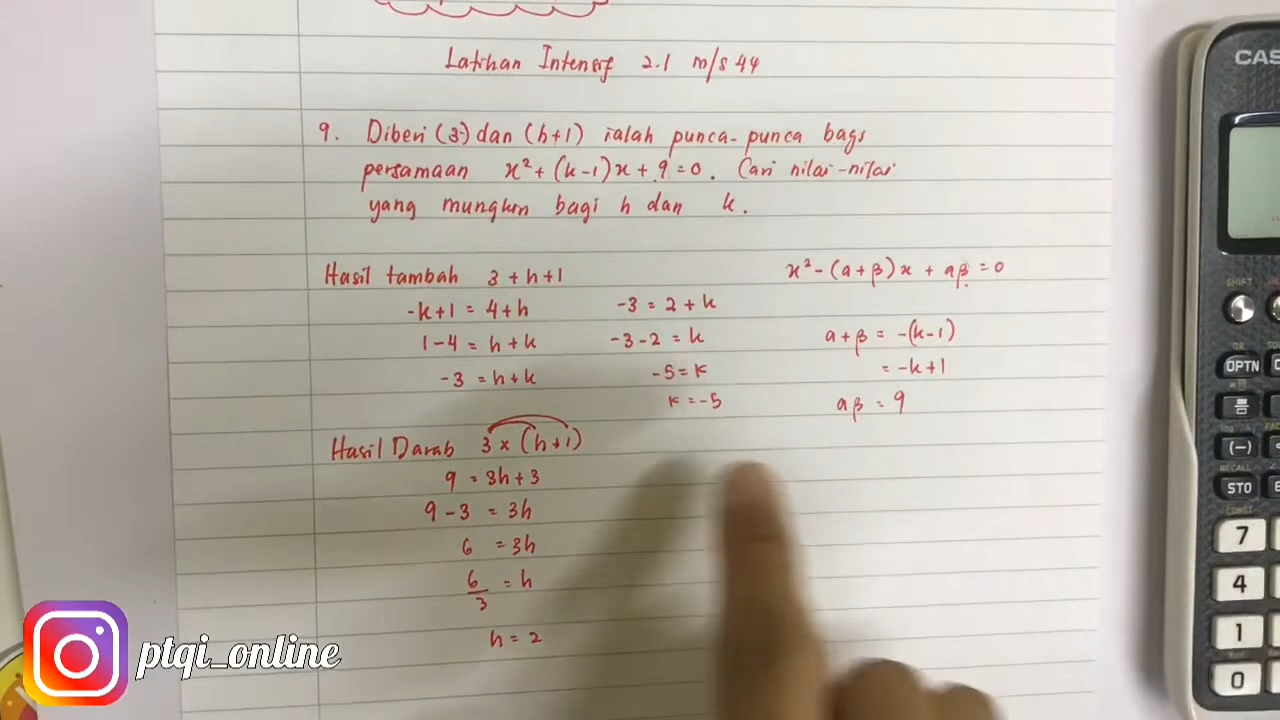 Latihan Intensif 2.1 m/s 44
9. Diberi (3) dan (h+1) ialah punca-punca bagi
persamaan x² + (k-1)x + 9 = 0. Cari nilai-nilai
yang mungkin bagi h dan k.
Hasil tambah 3 + h + 1
-k+1 = 4+h
1-4 = h+k
-3 = h+k
-3 = 2+k
-3-2 = k
-5 = k
k = -5
x² - (α+β)x + αβ = 0
α+β = -(k-1)
= -k+1
αβ = 9
Hasil Darab 3 × (h+1)
9 = 3h+3
9-3 = 3h
6 = 3h
6/3 = h
h = 2
CAS
SHIFT
OPTN
(-)
RECALL
STO
CONST
7
4
1
0
ptqi_online